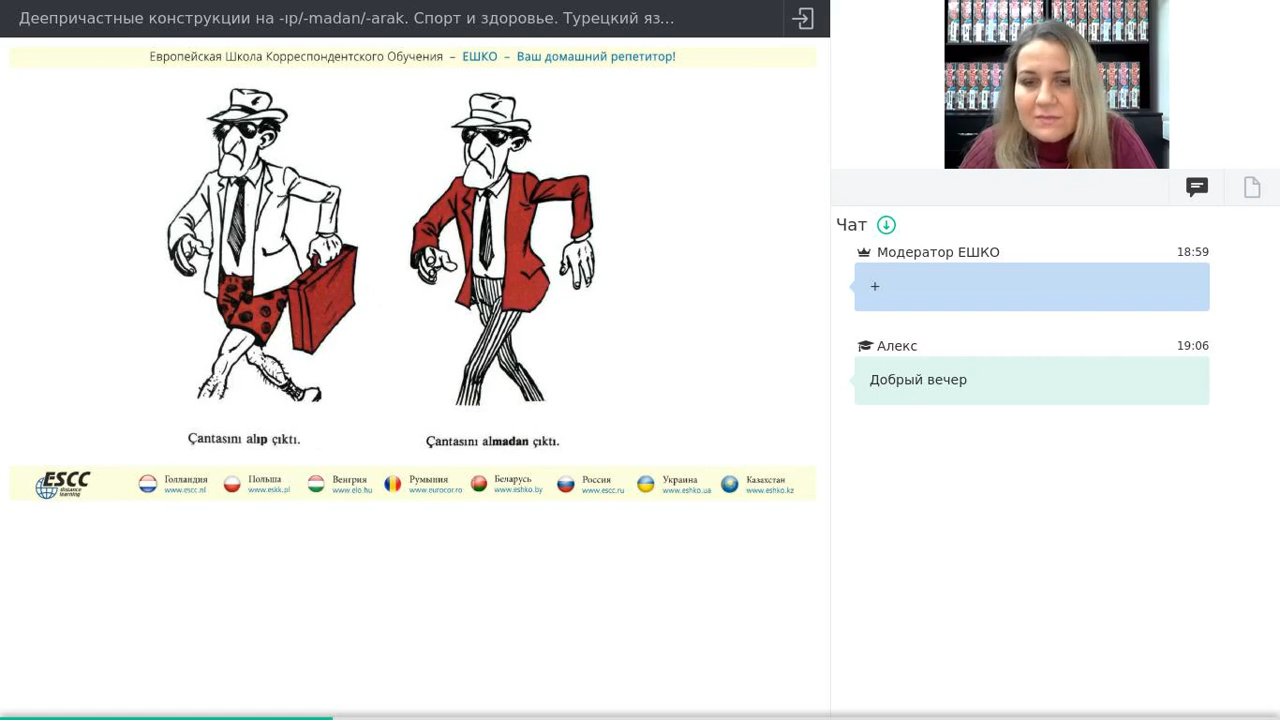 Деепричастные конструкции на -ıp/-madan/-arak. Спорт и здоровье. Турецкий яз...
Европейская Школа Корреспондентского Обучения – ЕШКО – Ваш домашний репетитор!
Çantasını alıp çıktı.
Çantasını almadan çıktı.
ESCC
distance
learning
Голландия
www.escc.nl
Польша
www.eskk.pl
Венгрия
www.elo.hu
Румыния
www.eurocor.ro
Беларусь
www.eshko.by
Россия
www.escc.ru
Украина
www.eshko.ua
Казахстан
www.eshko.kz
Чат
Модератор ЕШКО 18:59
+
Алекс 19:06
Добрый вечер